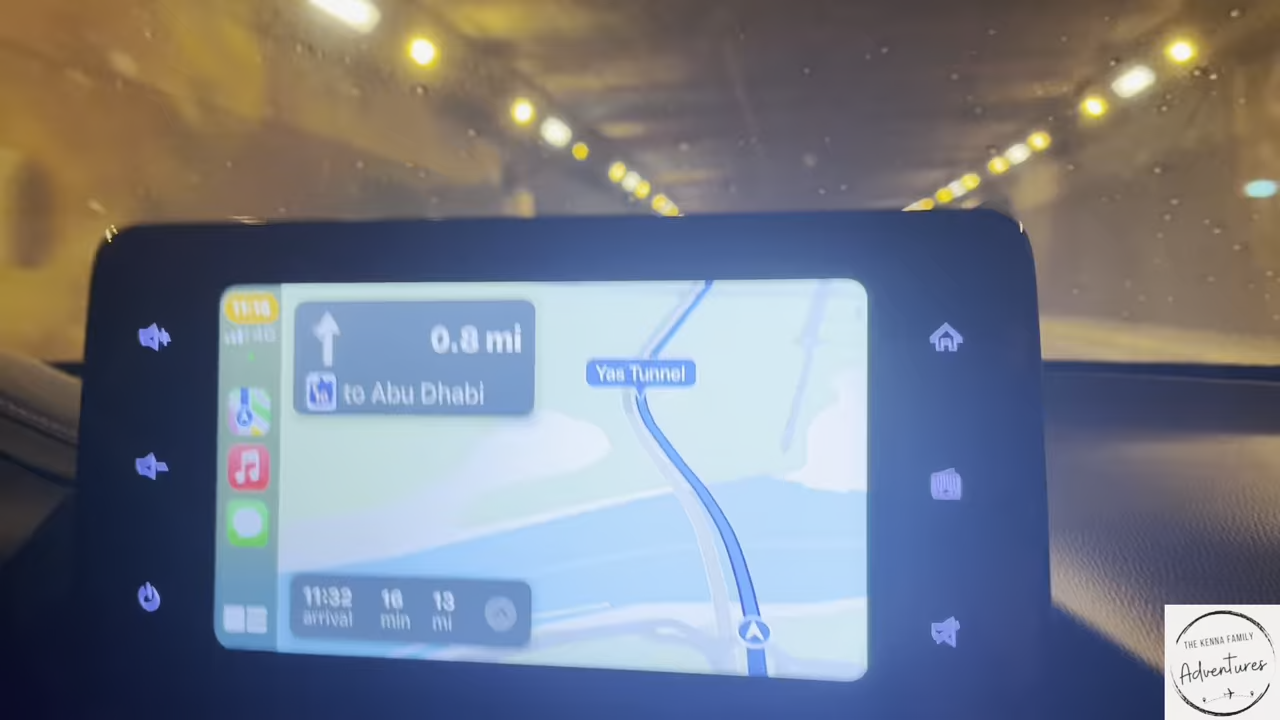 11:16
4G
0.8 mi
to Abu Dhabi
Yas Tunnel
11:32 16 13
arrival min mi
THE KENNA FAMILY
Adventures